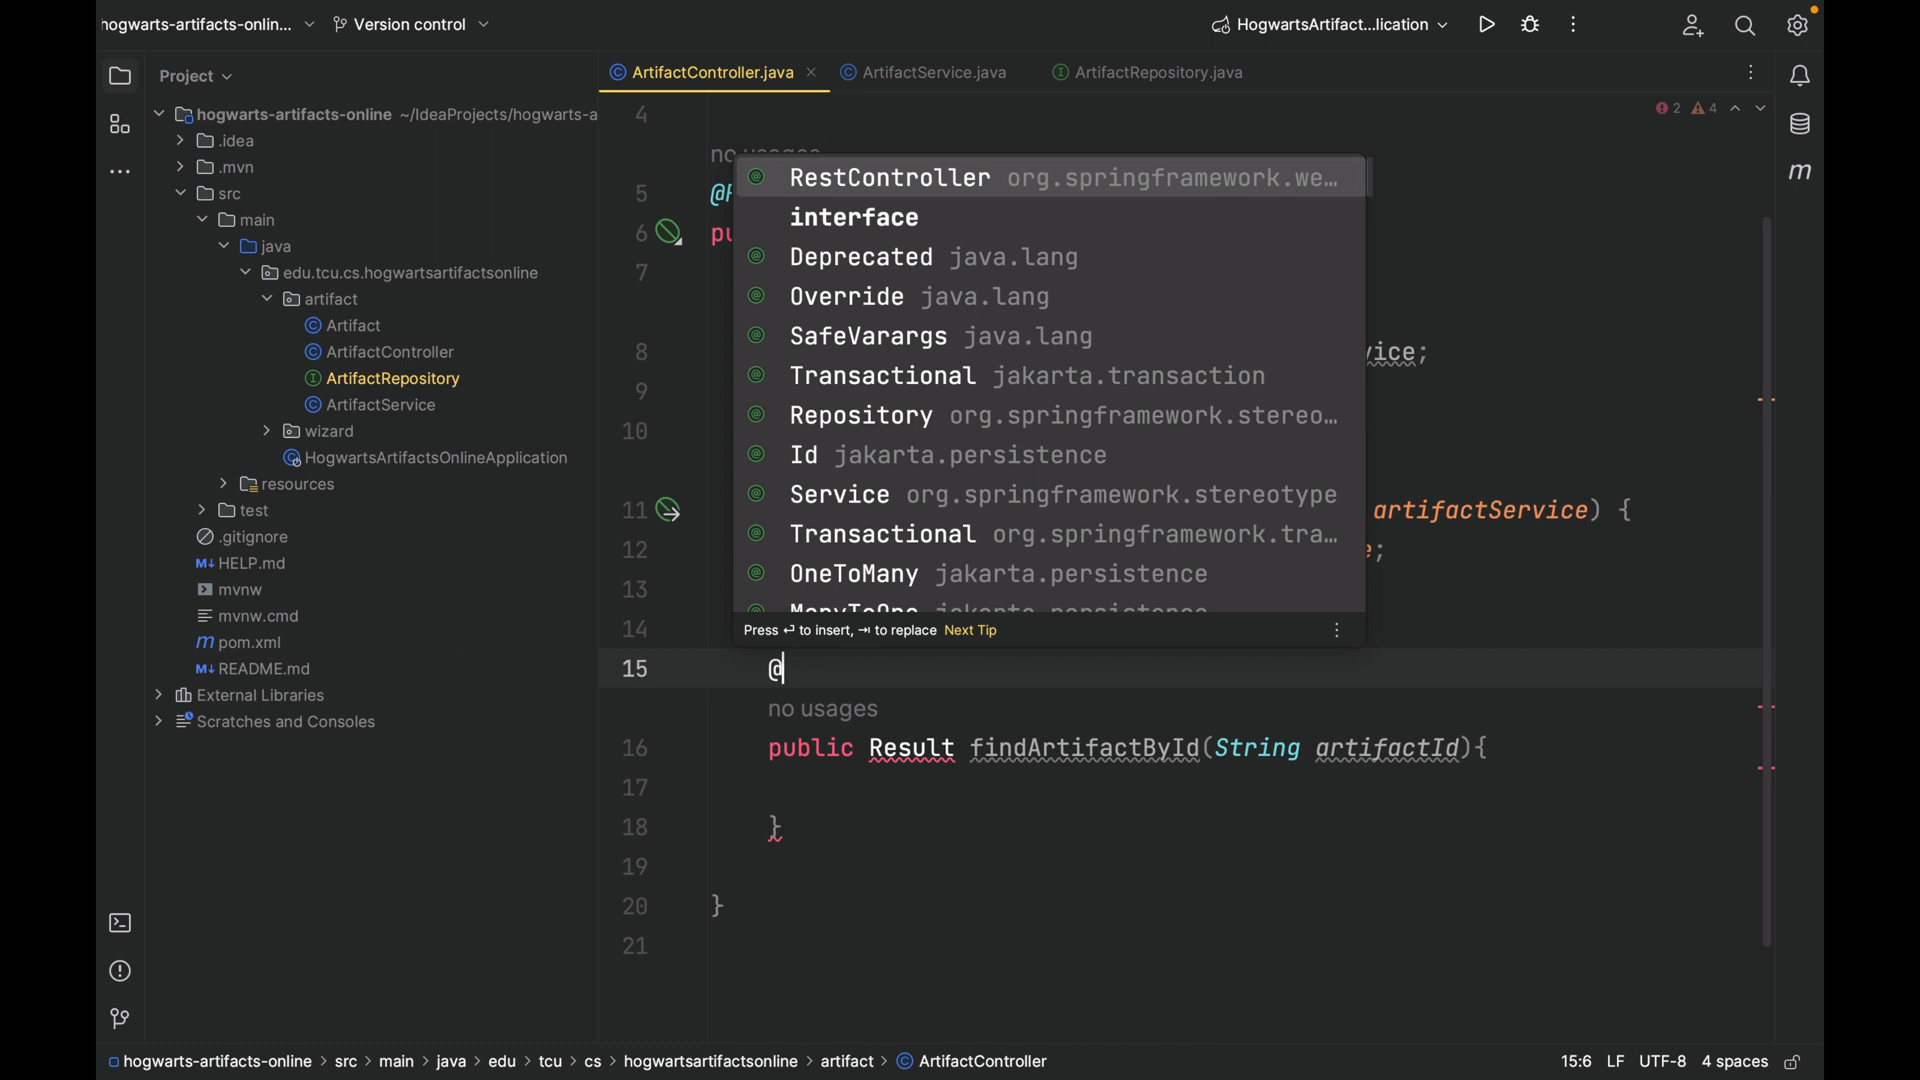 hogwarts-artifacts-onlin...
Version control
HogwartsArtifact...lication
Project
ArtifactController.java
ArtifactService.java
ArtifactRepository.java
hogwarts-artifacts-online ~/IdeaProjects/hogwarts-a
.idea
.mvn
src
main
java
edu.tcu.cs.hogwartsartifactsonline
artifact
Artifact
ArtifactController
ArtifactRepository
ArtifactService
wizard
HogwartsArtifactsOnlineApplication
resources
test
.gitignore
HELP.md
mvnw
mvnw.cmd
pom.xml
README.md
External Libraries
Scratches and Consoles
2 4
4
no usages
5 @R
6 pu
7
8 vice;
9
10
11 artifactService) {
12 e;
13
14
RestController org.springframework.we...
interface
Deprecated java.lang
Override java.lang
SafeVarargs java.lang
Transactional jakarta.transaction
Repository org.springframework.stereo...
Id jakarta.persistence
Service org.springframework.stereotype
Transactional org.springframework.tra...
OneToMany jakarta.persistence
ManyToOne jakarta.persistence
Press ⏎ to insert, ⇥ to replace Next Tip
15 @
no usages
16 public Result findArtifactById(String artifactId){
17
18 }
19
20 }
21
hogwarts-artifacts-online > src > main > java > edu > tcu > cs > hogwartsartifactsonline > artifact > ArtifactController
15:6 LF UTF-8 4 spaces